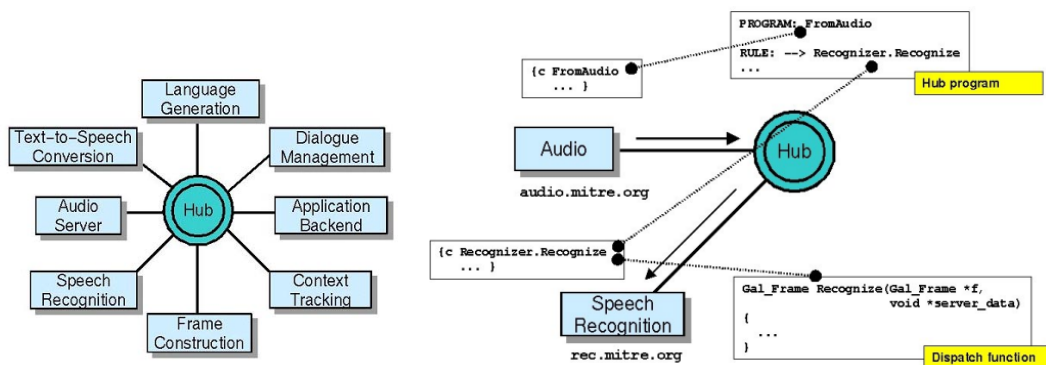 Language
Generation
Text-to-Speech
Conversion
Dialogue
Management
Audio
Server
Hub
Application
Backend
Speech
Recognition
Context
Tracking
Frame
Construction
PROGRAM: FromAudio
RULE: --> Recognizer.Recognize
...
Hub program
{c FromAudio
... }
Audio
Hub
audio.mitre.org
{c Recognizer.Recognize
... }
Speech
Recognition
rec.mitre.org
Gal_Frame Recognize(Gal_Frame *f,
void *server_data)
{
...
}
Dispatch function